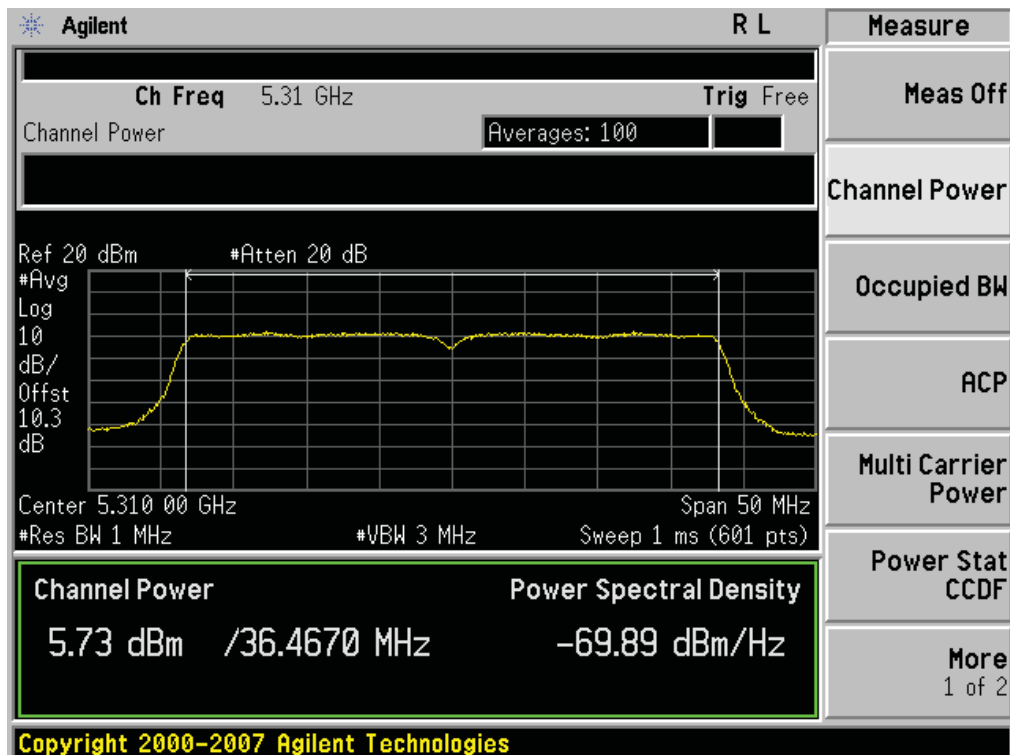 Agilent
R L
Measure
Ch Freq 5.31 GHz
Trig Free
Channel Power
Averages: 100
Ref 20 dBm
#Atten 20 dB
#Avg
Log
10
dB/
Offst
10.3
dB
Center 5.310 00 GHz
Span 50 MHz
#Res BW 1 MHz
#VBW 3 MHz
Sweep 1 ms (601 pts)
Channel Power
Power Spectral Density
5.73 dBm /36.4670 MHz
-69.89 dBm/Hz
Meas Off
Channel Power
Occupied BW
ACP
Multi Carrier
Power
Power Stat
CCDF
More
1 of 2
Copyright 2000-2007 Agilent Technologies